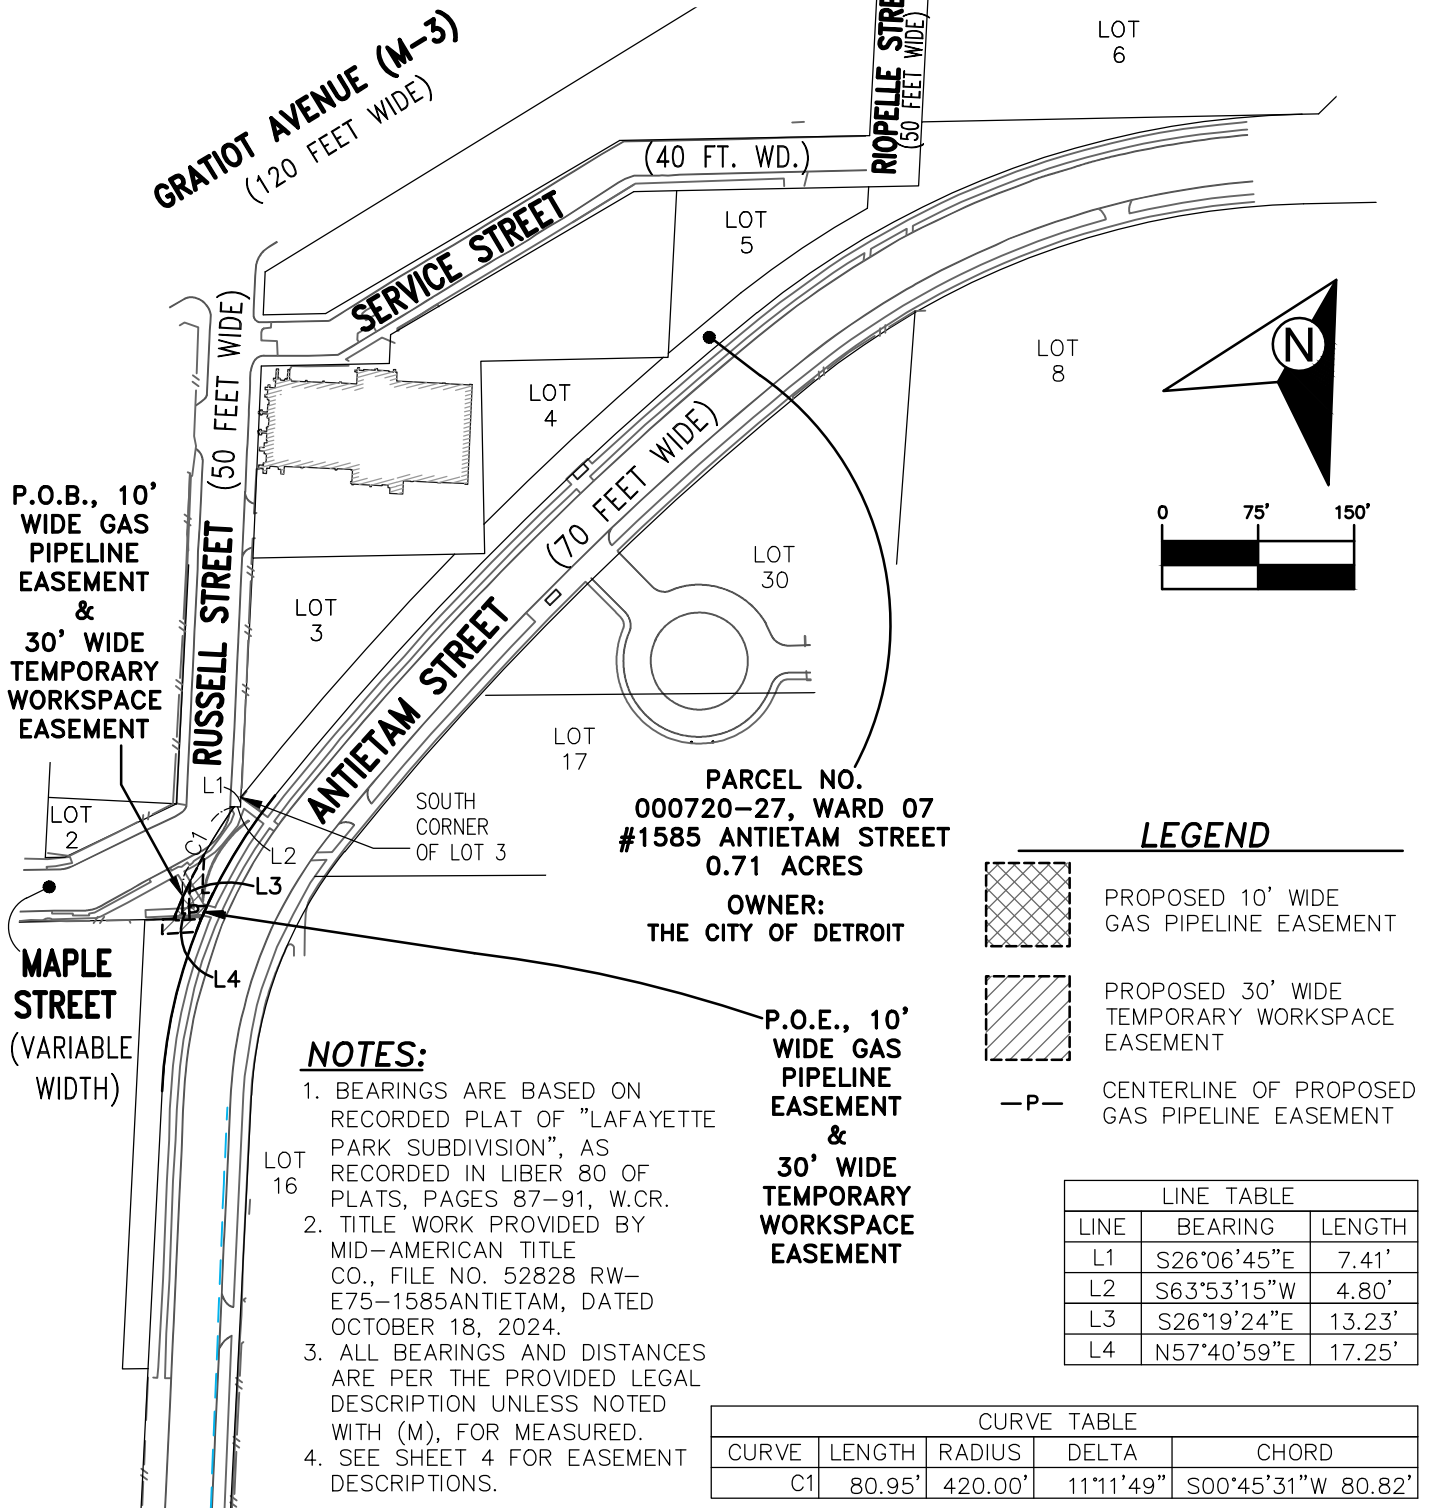 GRATIOT AVENUE (M-3)
(120 FEET WIDE)
SERVICE STREET
(40 FT. WD.)
(50 FEET WIDE)
LOT
6
LOT
5
LOT
4
LOT
8
N
0 75' 150'
RUSSELL STREET (50 FEET WIDE)
LOT
3
P.O.B., 10'
WIDE GAS
PIPELINE
EASEMENT
&
30' WIDE
TEMPORARY
WORKSPACE
EASEMENT
ANTIETAM STREET
(70 FEET WIDE)
LOT
30
LOT
17
LOT
2
L1
C1
L2
L3
P
L4
SOUTH
CORNER
OF LOT 3
MAPLE
STREET
(VARIABLE
WIDTH)
LOT
16
PARCEL NO.
000720-27, WARD 07
#1585 ANTIETAM STREET
0.71 ACRES
OWNER:
THE CITY OF DETROIT
P.O.E., 10'
WIDE GAS
PIPELINE
EASEMENT
&
30' WIDE
TEMPORARY
WORKSPACE
EASEMENT
LEGEND
PROPOSED 10' WIDE
GAS PIPELINE EASEMENT
PROPOSED 30' WIDE
TEMPORARY WORKSPACE
EASEMENT
—P— CENTERLINE OF PROPOSED
GAS PIPELINE EASEMENT
NOTES:
1. BEARINGS ARE BASED ON
RECORDED PLAT OF "LAFAYETTE
PARK SUBDIVISION", AS
RECORDED IN LIBER 80 OF
PLATS, PAGES 87-91, W.CR.
2. TITLE WORK PROVIDED BY
MID-AMERICAN TITLE
CO., FILE NO. 52828 RW-
E75-1585ANTIETAM, DATED
OCTOBER 18, 2024.
3. ALL BEARINGS AND DISTANCES
ARE PER THE PROVIDED LEGAL
DESCRIPTION UNLESS NOTED
WITH (M), FOR MEASURED.
4. SEE SHEET 4 FOR EASEMENT
DESCRIPTIONS.
LINE TABLE
LINE BEARING LENGTH
L1 S26°06'45"E 7.41'
L2 S63°53'15"W 4.80'
L3 S26°19'24"E 13.23'
L4 N57°40'59"E 17.25'
CURVE TABLE
CURVE LENGTH RADIUS DELTA CHORD
C1 80.95' 420.00' 11°11'49" S00°45'31"W 80.82'
RIOPELLE